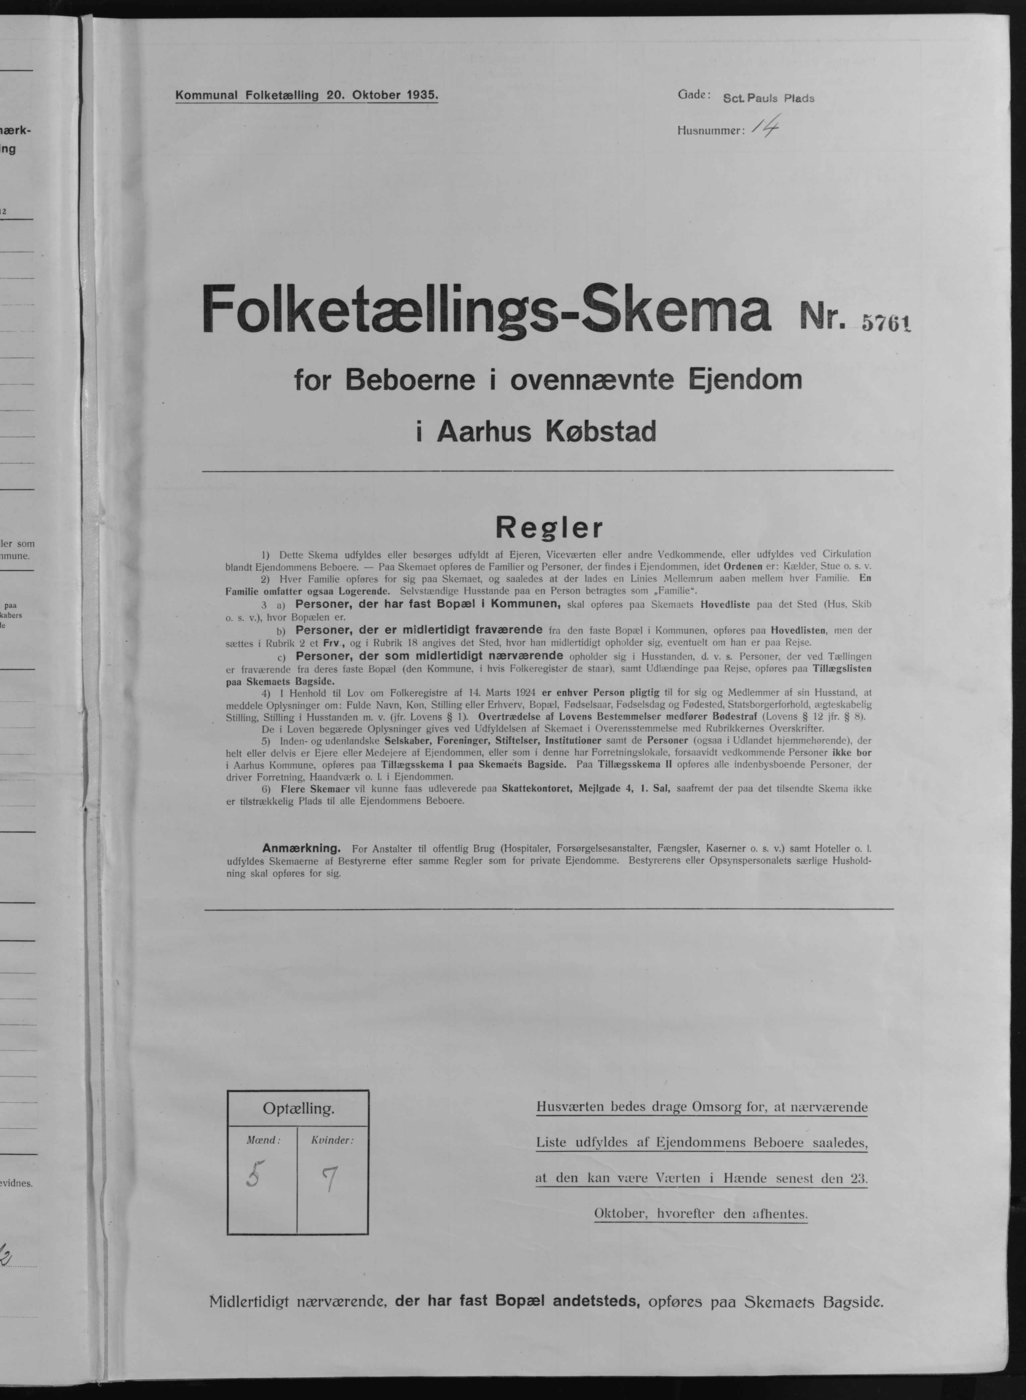 ærk-
ng
12
ler som
nmune.
paa
kabers
le
evidnes.
Kommunal Folketælling 20. Oktober 1935.
Gade: Sct. Pauls Plads
Husnummer: 14
Folketællings-Skema Nr. 5761
for Beboerne i ovennævnte Ejendom
i Aarhus Købstad
Regler
1) Dette Skema udfyldes eller besørges udfyldt af Ejeren, Viceværten eller andre Vedkommende, eller udfyldes ved Cirkulation
blandt Ejendommens Beboere. — Paa Skemaet opføres de Familier og Personer, der findes i Ejendommen, idet Ordenen er: Kælder, Stue o. s. v.
2) Hver Familie opføres for sig paa Skemaet, og saaledes at der lades en Linies Mellemrum aaben mellem hver Familie. En
Familie omfatter ogsaa Logerende. Selvstændige Husstande paa en Person betragtes som „Familie“.
3 a) Personer, der har fast Bopæl i Kommunen, skal opføres paa Skemaets Hovedliste paa det Sted (Hus, Skib
o. s. v.), hvor Bopælen er.
b) Personer, der er midlertidigt fraværende fra den faste Bopæl i Kommunen, opføres paa Hovedlisten, men der
sættes i Rubrik 2 et Frv., og i Rubrik 18 angives det Sted, hvor han midlertidigt opholder sig, eventuelt om han er paa Rejse.
c) Personer, der som midlertidigt nærværende opholder sig i Husstanden, d. v. s. Personer, der ved Tællingen
er fraværende fra deres faste Bopæl (den Kommune, i hvis Folkeregister de staar), samt Udlændinge paa Rejse, opføres paa Tillægslisten
paa Skemaets Bagside.
4) I Henhold til Lov om Folkeregistre af 14. Marts 1924 er enhver Person pligtig til for sig og Medlemmer af sin Husstand, at
meddele Oplysninger om: Fulde Navn, Køn, Stilling eller Erhverv, Bopæl, Fødselsaar, Fødselsdag og Fødested, Statsborgerforhold, ægteskabelig
Stilling, Stilling i Husstanden m. v. (jfr. Lovens § 1). Overtrædelse af Lovens Bestemmelser medfører Bødestraf (Lovens § 12 jfr. § 8).
De i Loven begærede Oplysninger gives ved Udfyldelsen af Skemaet i Overensstemmelse med Rubrikkernes Overskrifter.
5) Inden- og udenlandske Selskaber, Foreninger, Stiftelser, Institutioner samt de Personer (ogsaa i Udlandet hjemmehørende), der
helt eller delvis er Ejere eller Medejere af Ejendommen, eller som i denne har Forretningslokale, forsaavidt vedkommende Personer ikke bor
i Aarhus Kommune, opføres paa Tillægsskema I paa Skemaets Bagside. Paa Tillægsskema II opføres alle indenbysboende Personer, der
driver Forretning, Haandværk o. l. i Ejendommen.
6) Flere Skemaer vil kunne faas udleverede paa Skattekontoret, Mejlgade 4, 1. Sal, saafremt der paa det tilsendte Skema ikke
er tilstrækkelig Plads til alle Ejendommens Beboere.
Anmærkning. For Anstalter til offentlig Brug (Hospitaler, Forsørgelsesanstalter, Fængsler, Kaserner o. s. v.) samt Hoteller o. l.
udfyldes Skemaerne af Bestyrerne efter samme Regler som for private Ejendomme. Bestyrerens eller Opsynspersonalets særlige Hushold-
ning skal opføres for sig.
Optælling.
Mænd: Kvinder:
5 7
Husværten bedes drage Omsorg for, at nærværende
Liste udfyldes af Ejendommens Beboere saaledes,
at den kan være Værten i Hænde senest den 23.
Oktober, hvorefter den afhentes.
Midlertidigt nærværende, der har fast Bopæl andetsteds, opføres paa Skemaets Bagside.